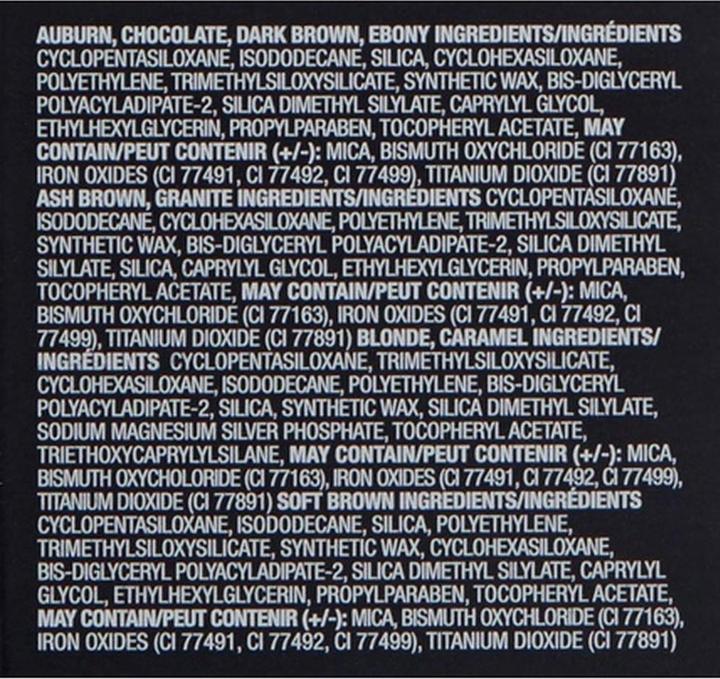 AUBURN, CHOCOLATE, DARK BROWN, EBONY INGREDIENTS/INGRÉDIENTS
CYCLOPENTASILOXANE, ISODODECANE, SILICA, CYCLOHEXASILOXANE,
POLYETHYLENE, TRIMETHYLSILOXYSILICATE, SYNTHETIC WAX, BIS-DIGLYCERYL
POLYACYLADIPATE-2, SILICA DIMETHYL SILYLATE, CAPRYLYL GLYCOL,
ETHYLHEXYLGLYCERIN, PROPYLPARABEN, TOCOPHERYL ACETATE, MAY
CONTAIN/PEUT CONTENIR (+/-): MICA, BISMUTH OXYCHLORIDE (CI 77163),
IRON OXIDES (CI 77491, CI 77492, CI 77499), TITANIUM DIOXIDE (CI 77891)
ASH BROWN, GRANITE INGREDIENTS/INGRÉDIENTS CYCLOPENTASILOXANE,
ISODODECANE, CYCLOHEXASILOXANE, POLYETHYLENE, TRIMETHYLSILOXYSILICATE,
SYNTHETIC WAX, BIS-DIGLYCERYL POLYACYLADIPATE-2, SILICA DIMETHYL
SILYLATE, SILICA, CAPRYLYL GLYCOL, ETHYLHEXYLGLYCERIN, PROPYLPARABEN,
TOCOPHERYL ACETATE, MAY CONTAIN/PEUT CONTENIR (+/-): MICA,
BISMUTH OXYCHLORIDE (CI 77163), IRON OXIDES (CI 77491, CI 77492, CI
77499), TITANIUM DIOXIDE (CI 77891) BLONDE, CARAMEL INGREDIENTS/
INGRÉDIENTS CYCLOPENTASILOXANE, TRIMETHYLSILOXYSILICATE,
CYCLOHEXASILOXANE, ISODODECANE, POLYETHYLENE, BIS-DIGLYCERYL
POLYACYLADIPATE-2, SILICA, SYNTHETIC WAX, SILICA DIMETHYL SILYLATE,
SODIUM MAGNESIUM SILVER PHOSPHATE, TOCOPHERYL ACETATE,
TRIETHOXYCAPRYLYLSILANE, MAY CONTAIN/PEUT CONTENIR (+/-): MICA,
BISMUTH OXYCHOLORIDE (CI 77163), IRON OXIDES (CI 77491, CI 77492, CI 77499),
TITANIUM DIOXIDE (CI 77891) SOFT BROWN INGREDIENTS/INGRÉDIENTS
CYCLOPENTASILOXANE, ISODODECANE, SILICA, POLYETHYLENE,
TRIMETHYLSILOXYSILICATE, SYNTHETIC WAX, CYCLOHEXASILOXANE,
BIS-DIGLYCERYL POLYACYLADIPATE-2, SILICA DIMETHYL SILYLATE, CAPRYLYL
GLYCOL, ETHYLHEXYLGLYCERIN, PROPYLPARABEN, TOCOPHERYL ACETATE,
MAY CONTAIN/PEUT CONTENIR (+/-): MICA, BISMUTH OXYCHLORIDE (CI 77163),
IRON OXIDES (CI 77491, CI 77492, CI 77499), TITANIUM DIOXIDE (CI 77891)